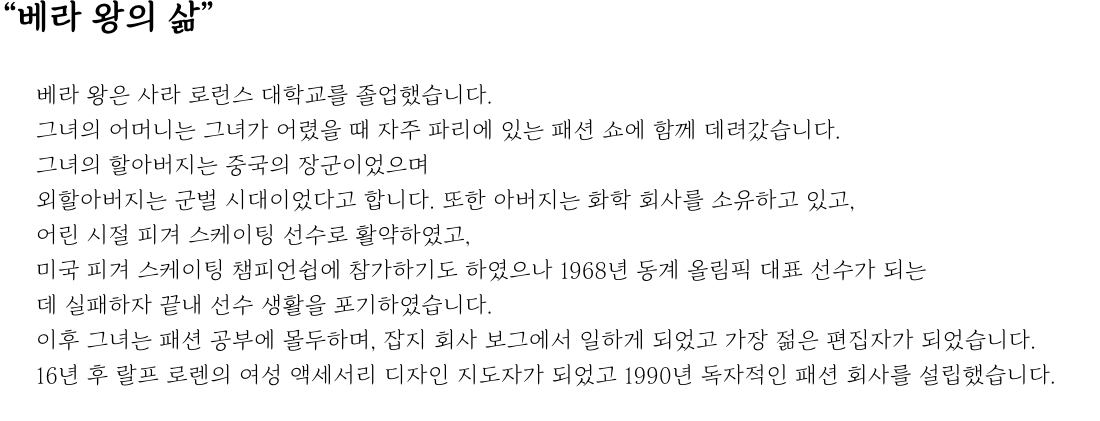 “베라 왕의 삶”
베라 왕은 사라 로런스 대학교를 졸업했습니다.
그녀의 어머니는 그녀가 어렸을 때 자주 파리에 있는 패션 쇼에 함께 데려갔습니다.
그녀의 할아버지는 중국의 장군이었으며
외할아버지는 군벌 시대이었다고 합니다. 또한 아버지는 화학 회사를 소유하고 있고,
어린 시절 피겨 스케이팅 선수로 활약하였고,
미국 피겨 스케이팅 챔피언쉽에 참가하기도 하였으나 1968년 동계 올림픽 대표 선수가 되는
데 실패하자 끝내 선수 생활을 포기하였습니다.
이후 그녀는 패션 공부에 몰두하며, 잡지 회사 보그에서 일하게 되었고 가장 젊은 편집자가 되었습니다.
16년 후 랄프 로렌의 여성 액세서리 디자인 지도자가 되었고 1990년 독자적인 패션 회사를 설립했습니다.